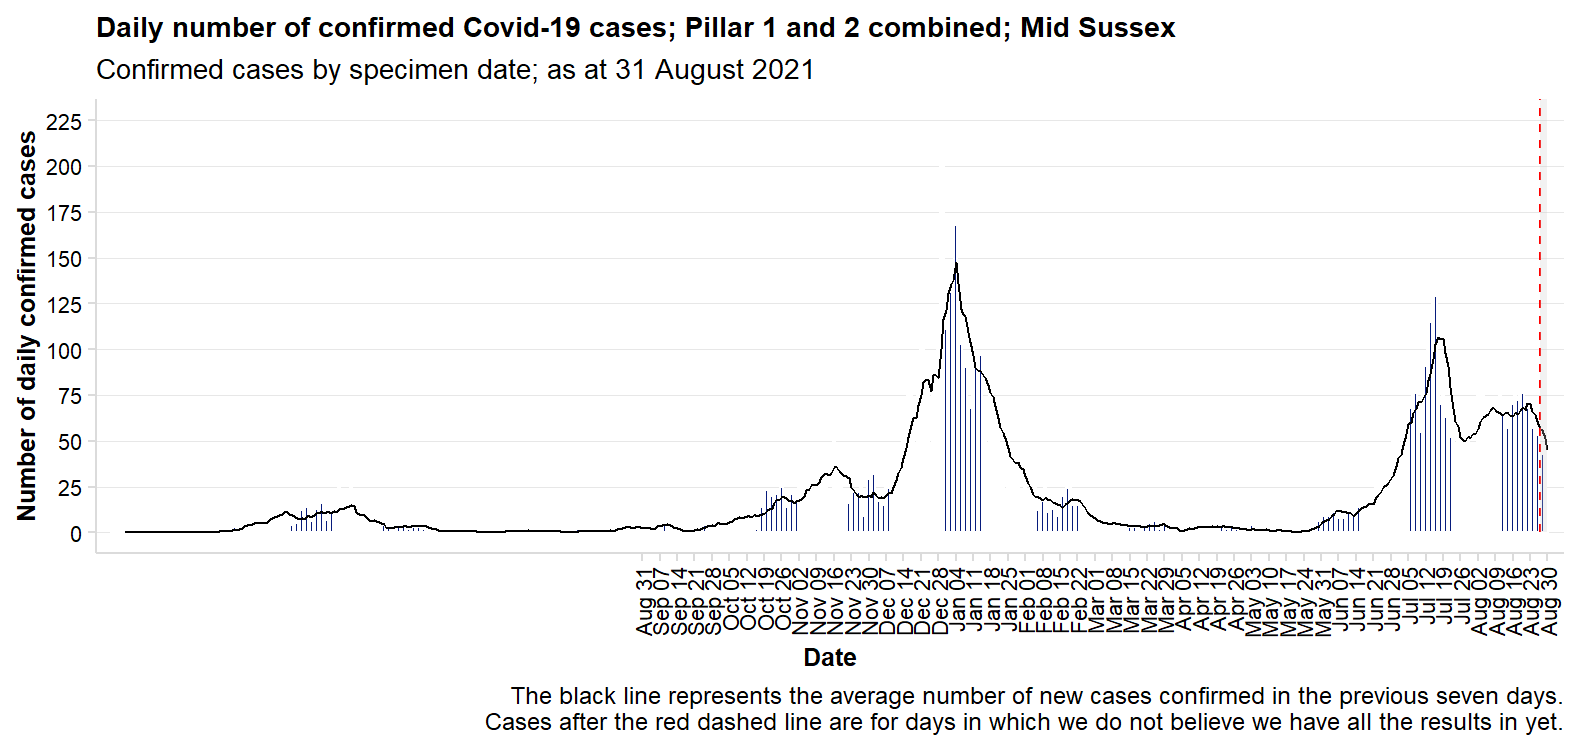 Daily number of confirmed Covid-19 cases; Pillar 1 and 2 combined; Mid Sussex
Confirmed cases by specimen date; as at 31 August 2021
Number of daily confirmed cases
225
200
175
150
125
100
75
50
25
0
Aug 31
Sep 07
Sep 14
Sep 21
Sep 28
Oct 05
Oct 12
Oct 19
Oct 26
Nov 02
Nov 09
Nov 16
Nov 23
Nov 30
Dec 07
Dec 14
Dec 21
Dec 28
Jan 04
Jan 11
Jan 18
Jan 25
Feb 01
Feb 08
Feb 15
Feb 22
Mar 01
Mar 08
Mar 15
Mar 22
Mar 29
Apr 05
Apr 12
Apr 19
Apr 26
May 03
May 10
May 17
May 24
May 31
Jun 07
Jun 14
Jun 21
Jun 28
Jul 05
Jul 12
Jul 19
Jul 26
Aug 02
Aug 09
Aug 16
Aug 23
Aug 30
Date
The black line represents the average number of new cases confirmed in the previous seven days.
Cases after the red dashed line are for days in which we do not believe we have all the results in yet.